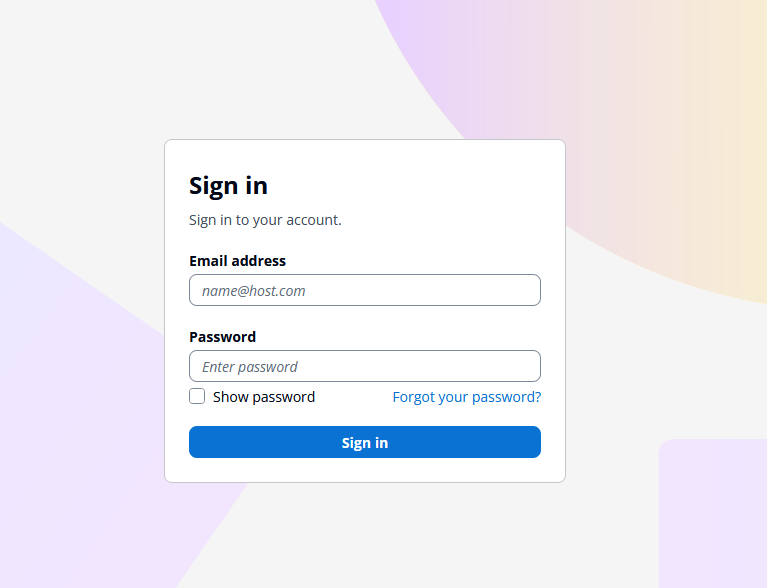 Sign in
Sign in to your account.
Email address
name@host.com
Password
Enter password
Show password Forgot your password?
Sign in